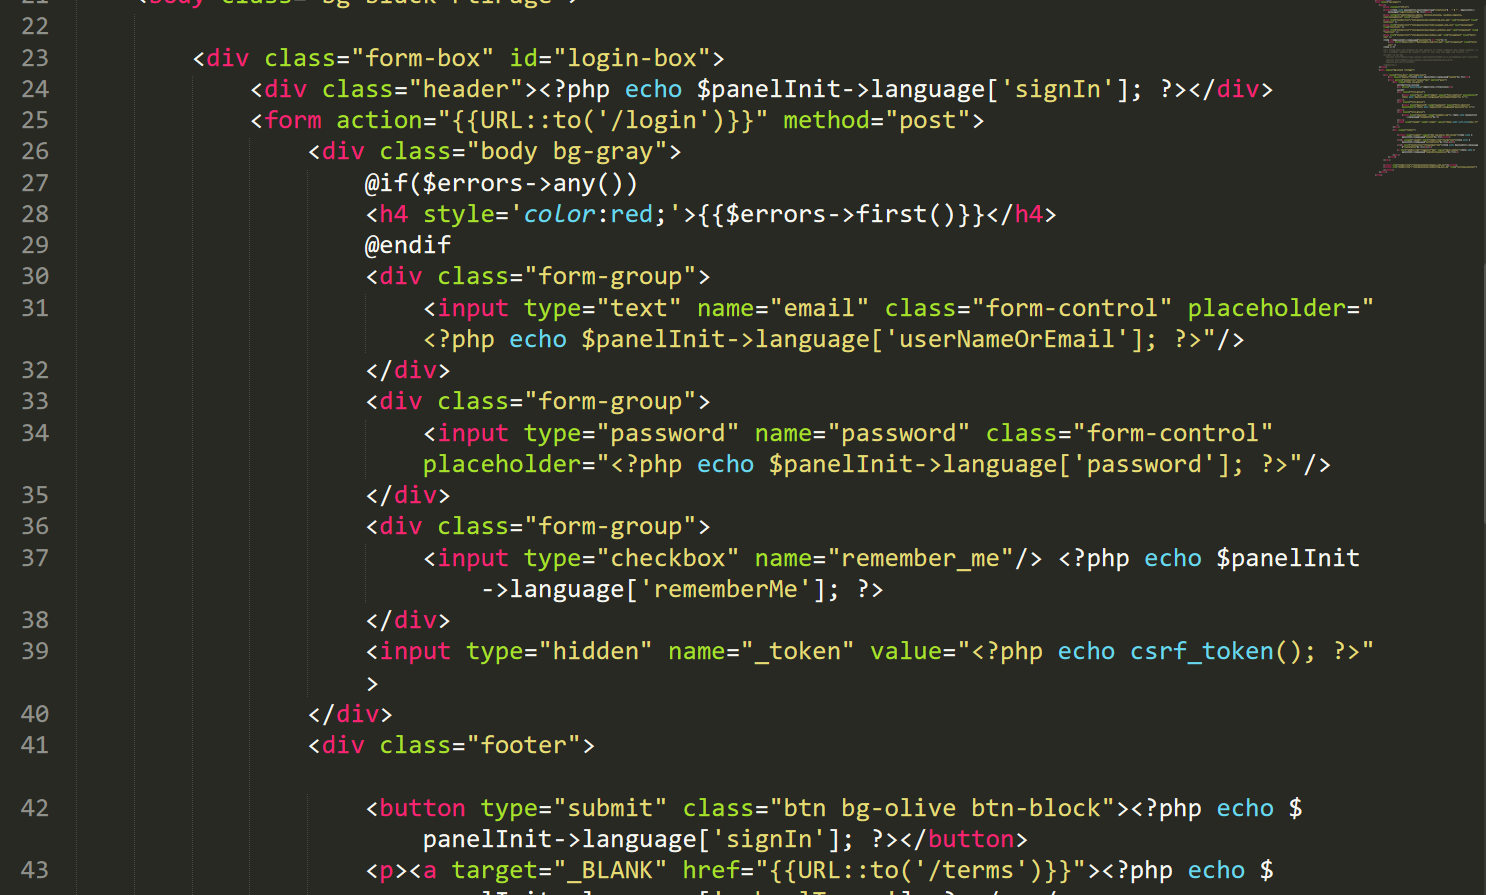 21 <body class="bg-black
22
23 <div class="form-box" id="login-box">
24 <div class="header"><?php echo $panelInit->language['signIn']; ?></div>
25 <form action="{{URL::to('/login')}}" method="post">
26 <div class="body bg-gray">
27 @if($errors->any())
28 <h4 style='color:red;'>{{$errors->first()}}</h4>
29 @endif
30 <div class="form-group">
31 <input type="text" name="email" class="form-control" placeholder="
<?php echo $panelInit->language['userNameOrEmail']; ?>"/>
32 </div>
33 <div class="form-group">
34 <input type="password" name="password" class="form-control"
placeholder="<?php echo $panelInit->language['password']; ?>"/>
35 </div>
36 <div class="form-group">
37 <input type="checkbox" name="remember_me"/> <?php echo $panelInit
->language['rememberMe']; ?>
38 </div>
39 <input type="hidden" name="_token" value="<?php echo csrf_token(); ?>"
>
40 </div>
41 <div class="footer">
42 <button type="submit" class="btn bg-olive btn-block"><?php echo $
panelInit->language['signIn']; ?></button>
43 <p><a target="_BLANK" href="{{URL::to('/terms')}}"><?php echo $